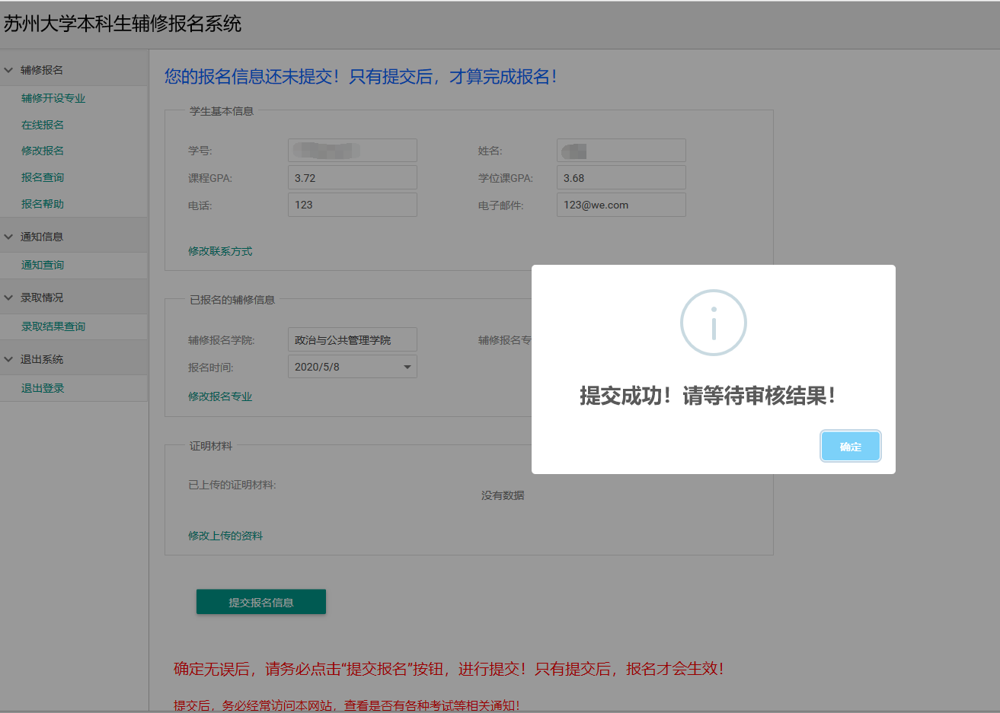 苏州大学本科生辅修报名系统
辅修报名
辅修开设专业
在线报名
修改报名
报名查询
报名帮助
通知信息
通知查询
录取情况
录取结果查询
退出系统
退出登录
您的报名信息还未提交！只有提交后，才算完成报名！
学生基本信息
学号:
姓名:
课程GPA: 3.72
学位课GPA: 3.68
电话: 123
电子邮件: 123@we.com
修改联系方式
已报名的辅修信息
辅修报名学院: 政治与公共管理学院
辅修报名专
报名时间: 2020/5/8
修改报名专业
证明材料
已上传的证明材料:
没有数据
修改上传的资料
提交报名信息
确定无误后，请务必点击“提交报名”按钮，进行提交！只有提交后，报名才会生效！
提交后，务必经常访问本网站，查看是否有各种考试等相关通知！
提交成功！请等待审核结果！
确定